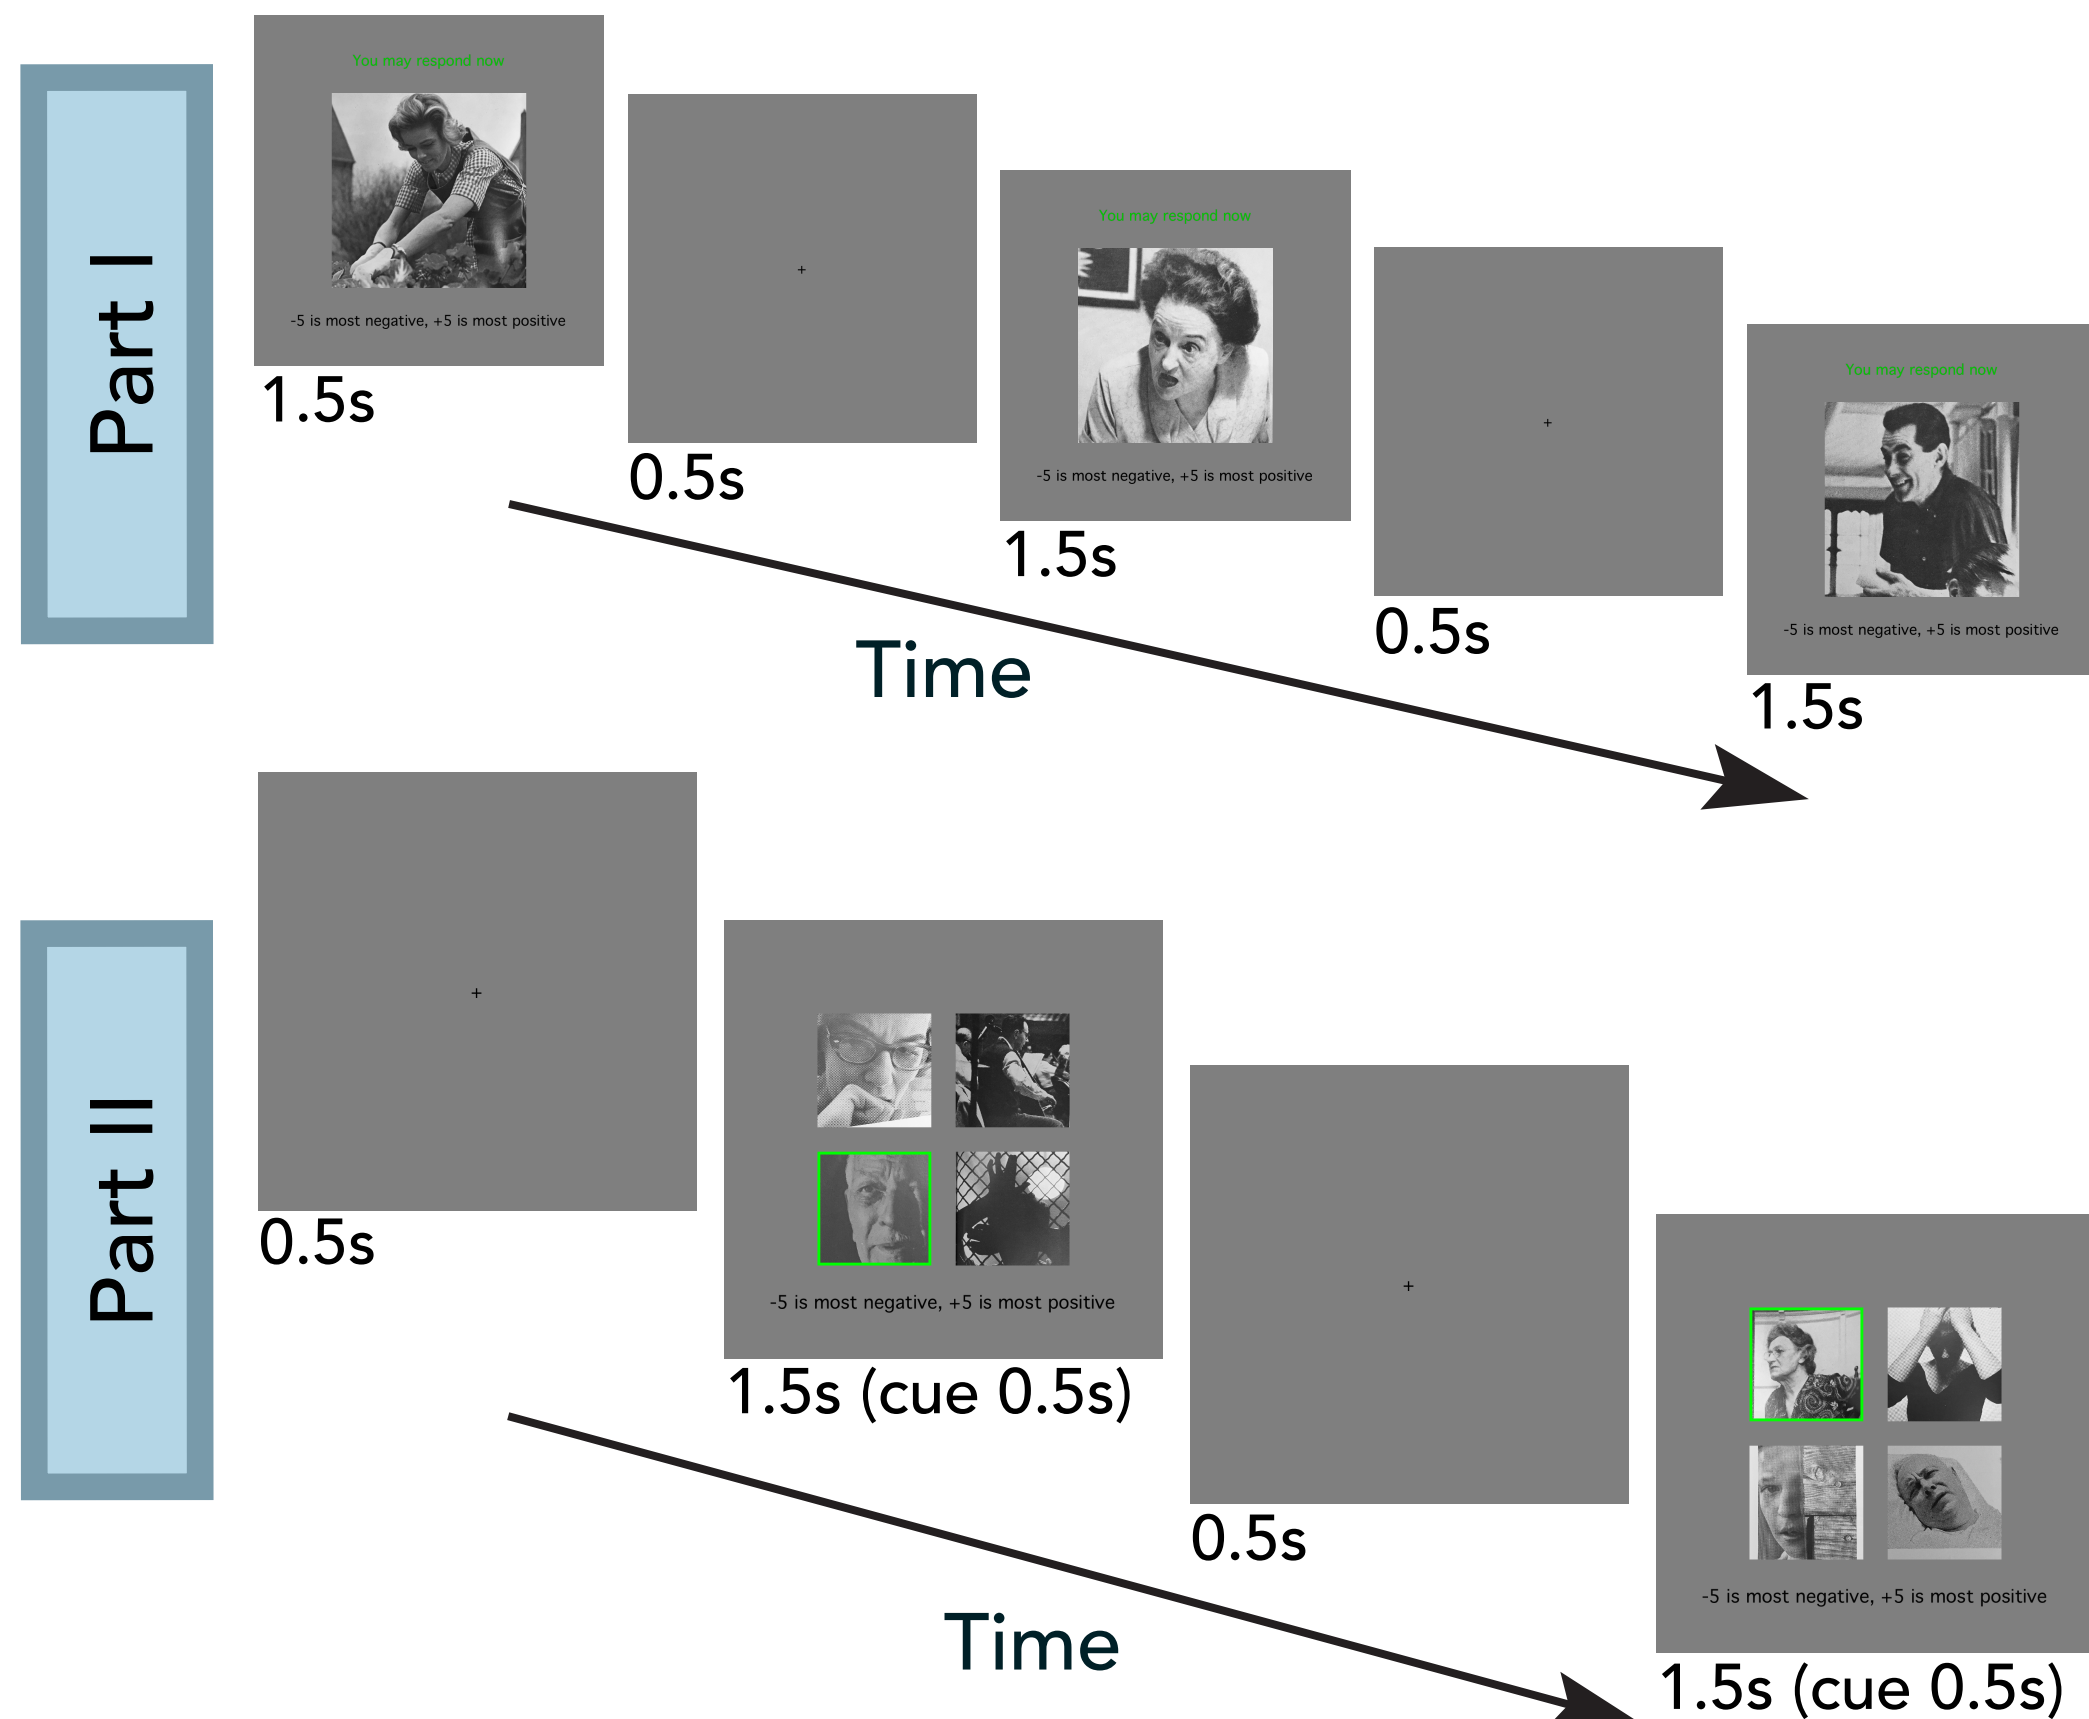 Part I
You may respond now
-5 is most negative, +5 is most positive
1.5s
+
0.5s
You may respond now
-5 is most negative, +5 is most positive
1.5s
+
0.5s
You may respond now
-5 is most negative, +5 is most positive
1.5s
Time
Part II
+
0.5s
-5 is most negative, +5 is most positive
1.5s (cue 0.5s)
+
0.5s
-5 is most negative, +5 is most positive
1.5s (cue 0.5s)
Time